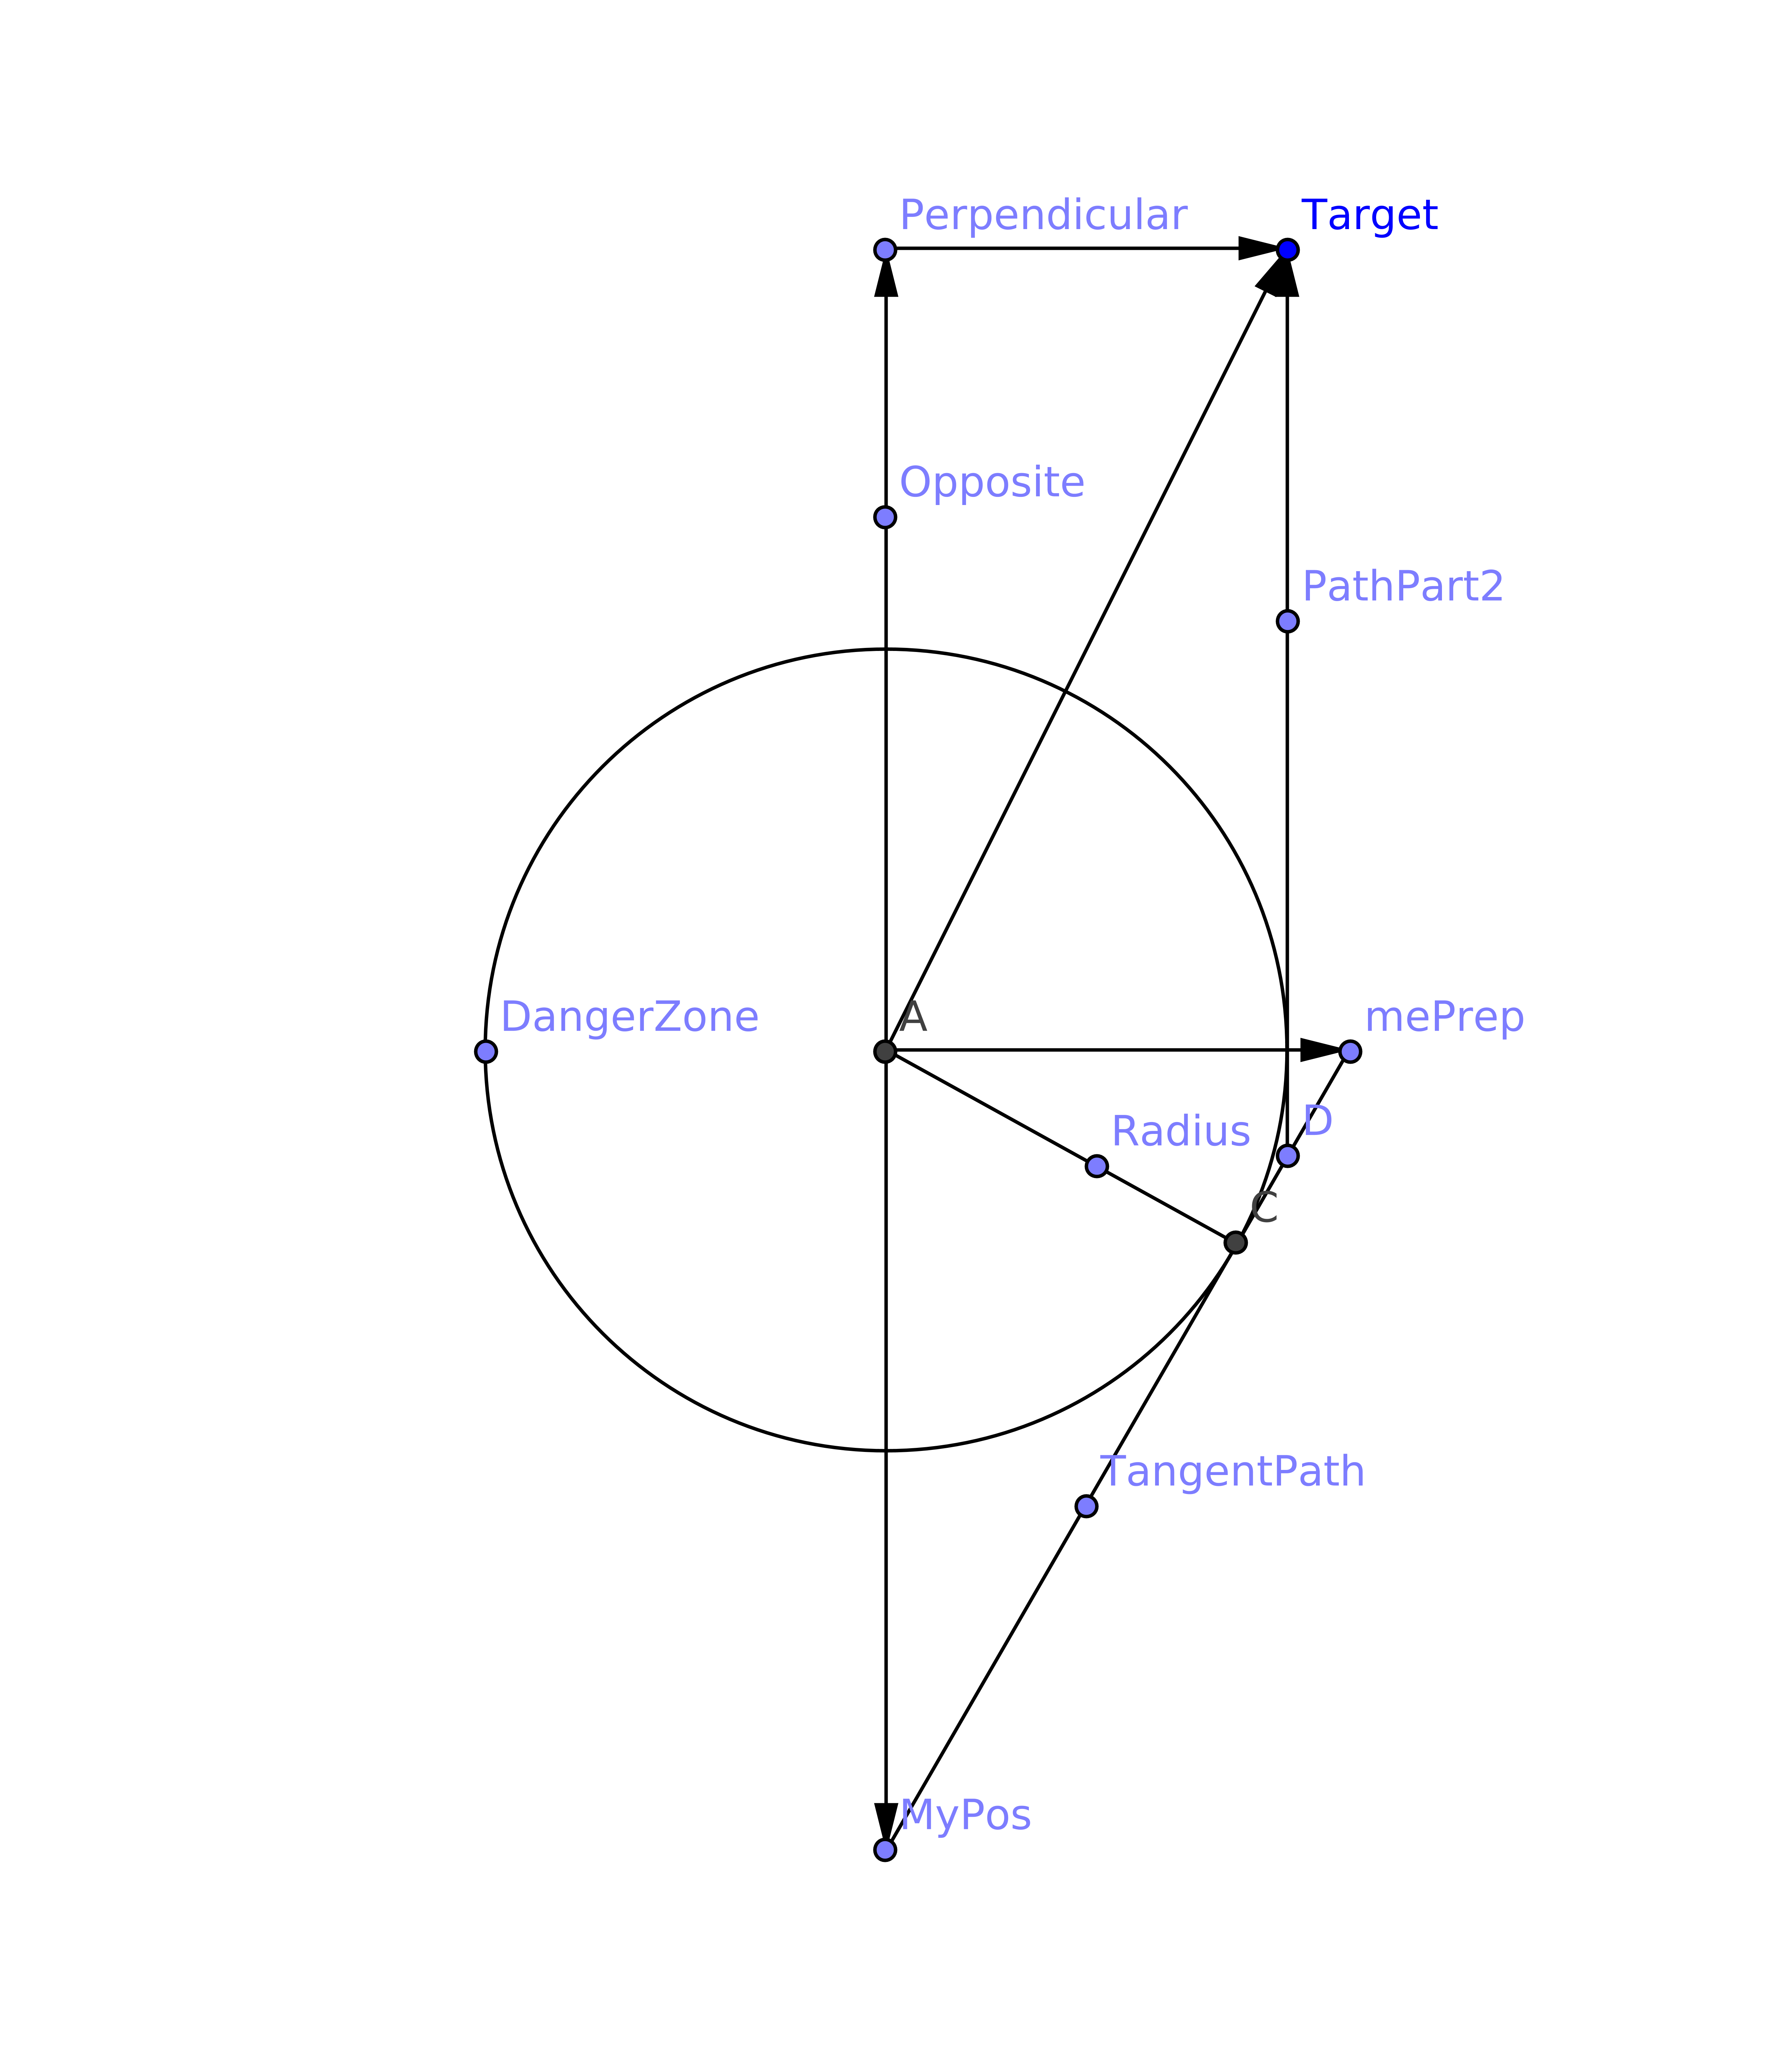 Perpendicular
Target
Opposite
PathPart2
DangerZone
A
mePrep
Radius
D
C
TangentPath
MyPos